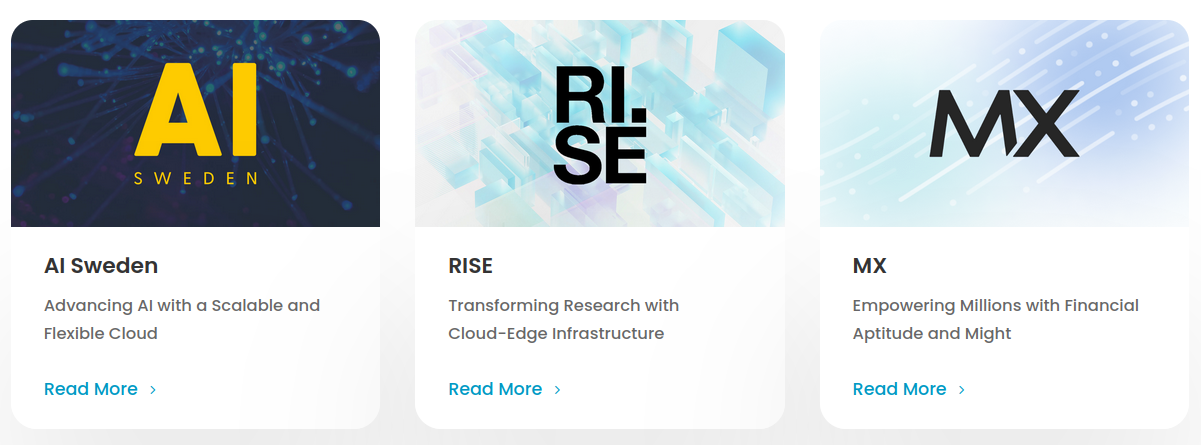 AI
SWEDEN
AI Sweden
Advancing AI with a Scalable and
Flexible Cloud
Read More
RI.
SE
RISE
Transforming Research with
Cloud-Edge Infrastructure
Read More
MX
MX
Empowering Millions with Financial
Aptitude and Might
Read More